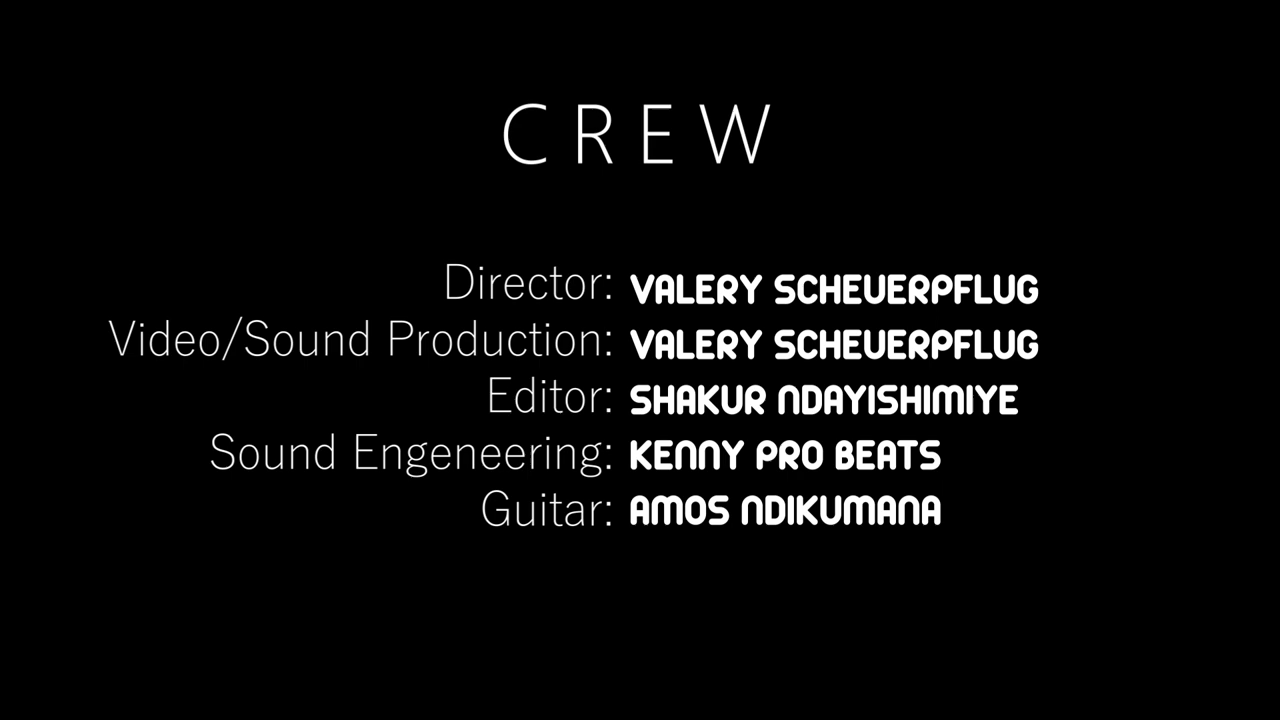 CREW
Director: VALERY SCHEUERPFLUG
Video/Sound Production: VALERY SCHEUERPFLUG
Editor: SHAKUR NDAYISHIMIYE
Sound Engeneering: KENNY PRO BEATS
Guitar: AMOS NDIKUMANA